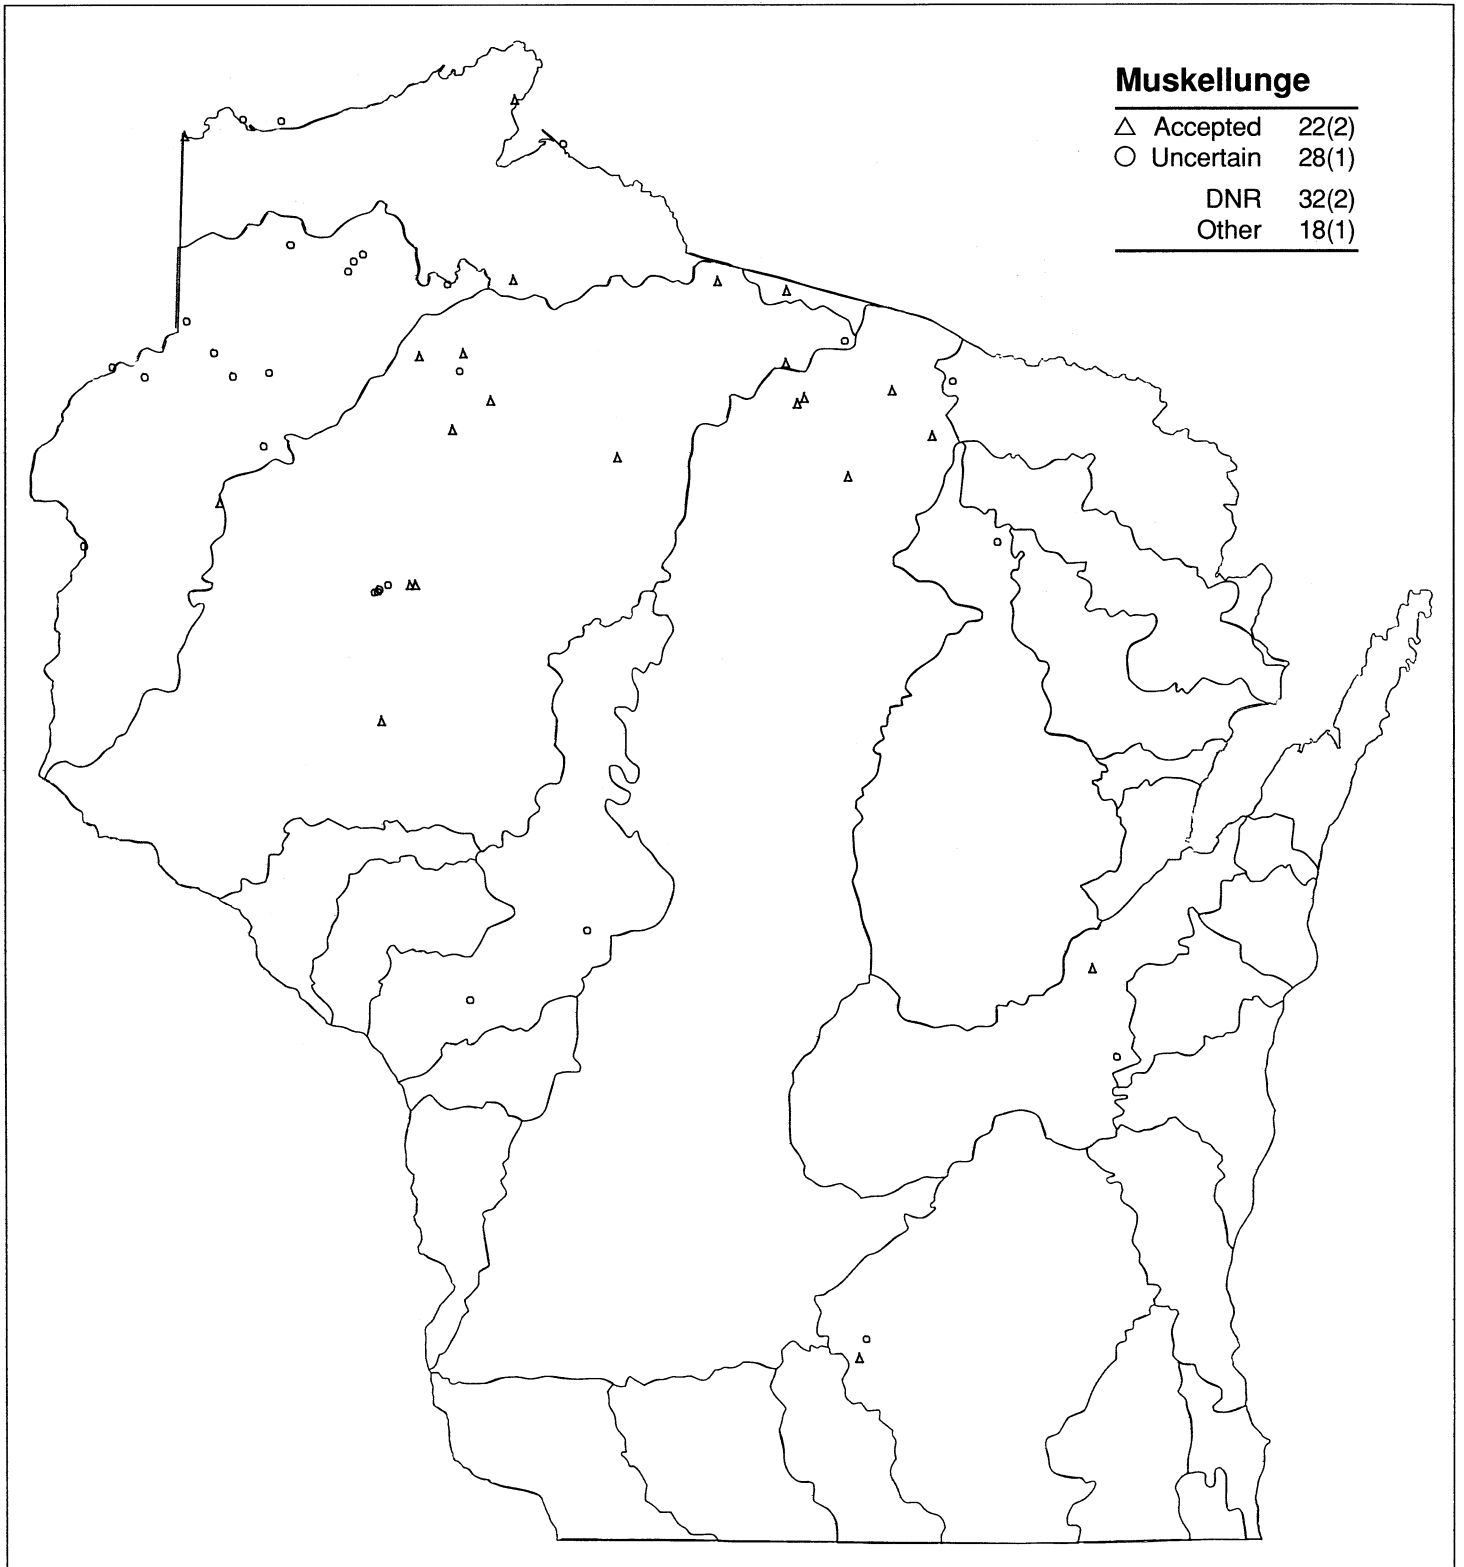 Muskellunge
△ Accepted 22(2)
○ Uncertain 28(1)
DNR 32(2)
Other 18(1)